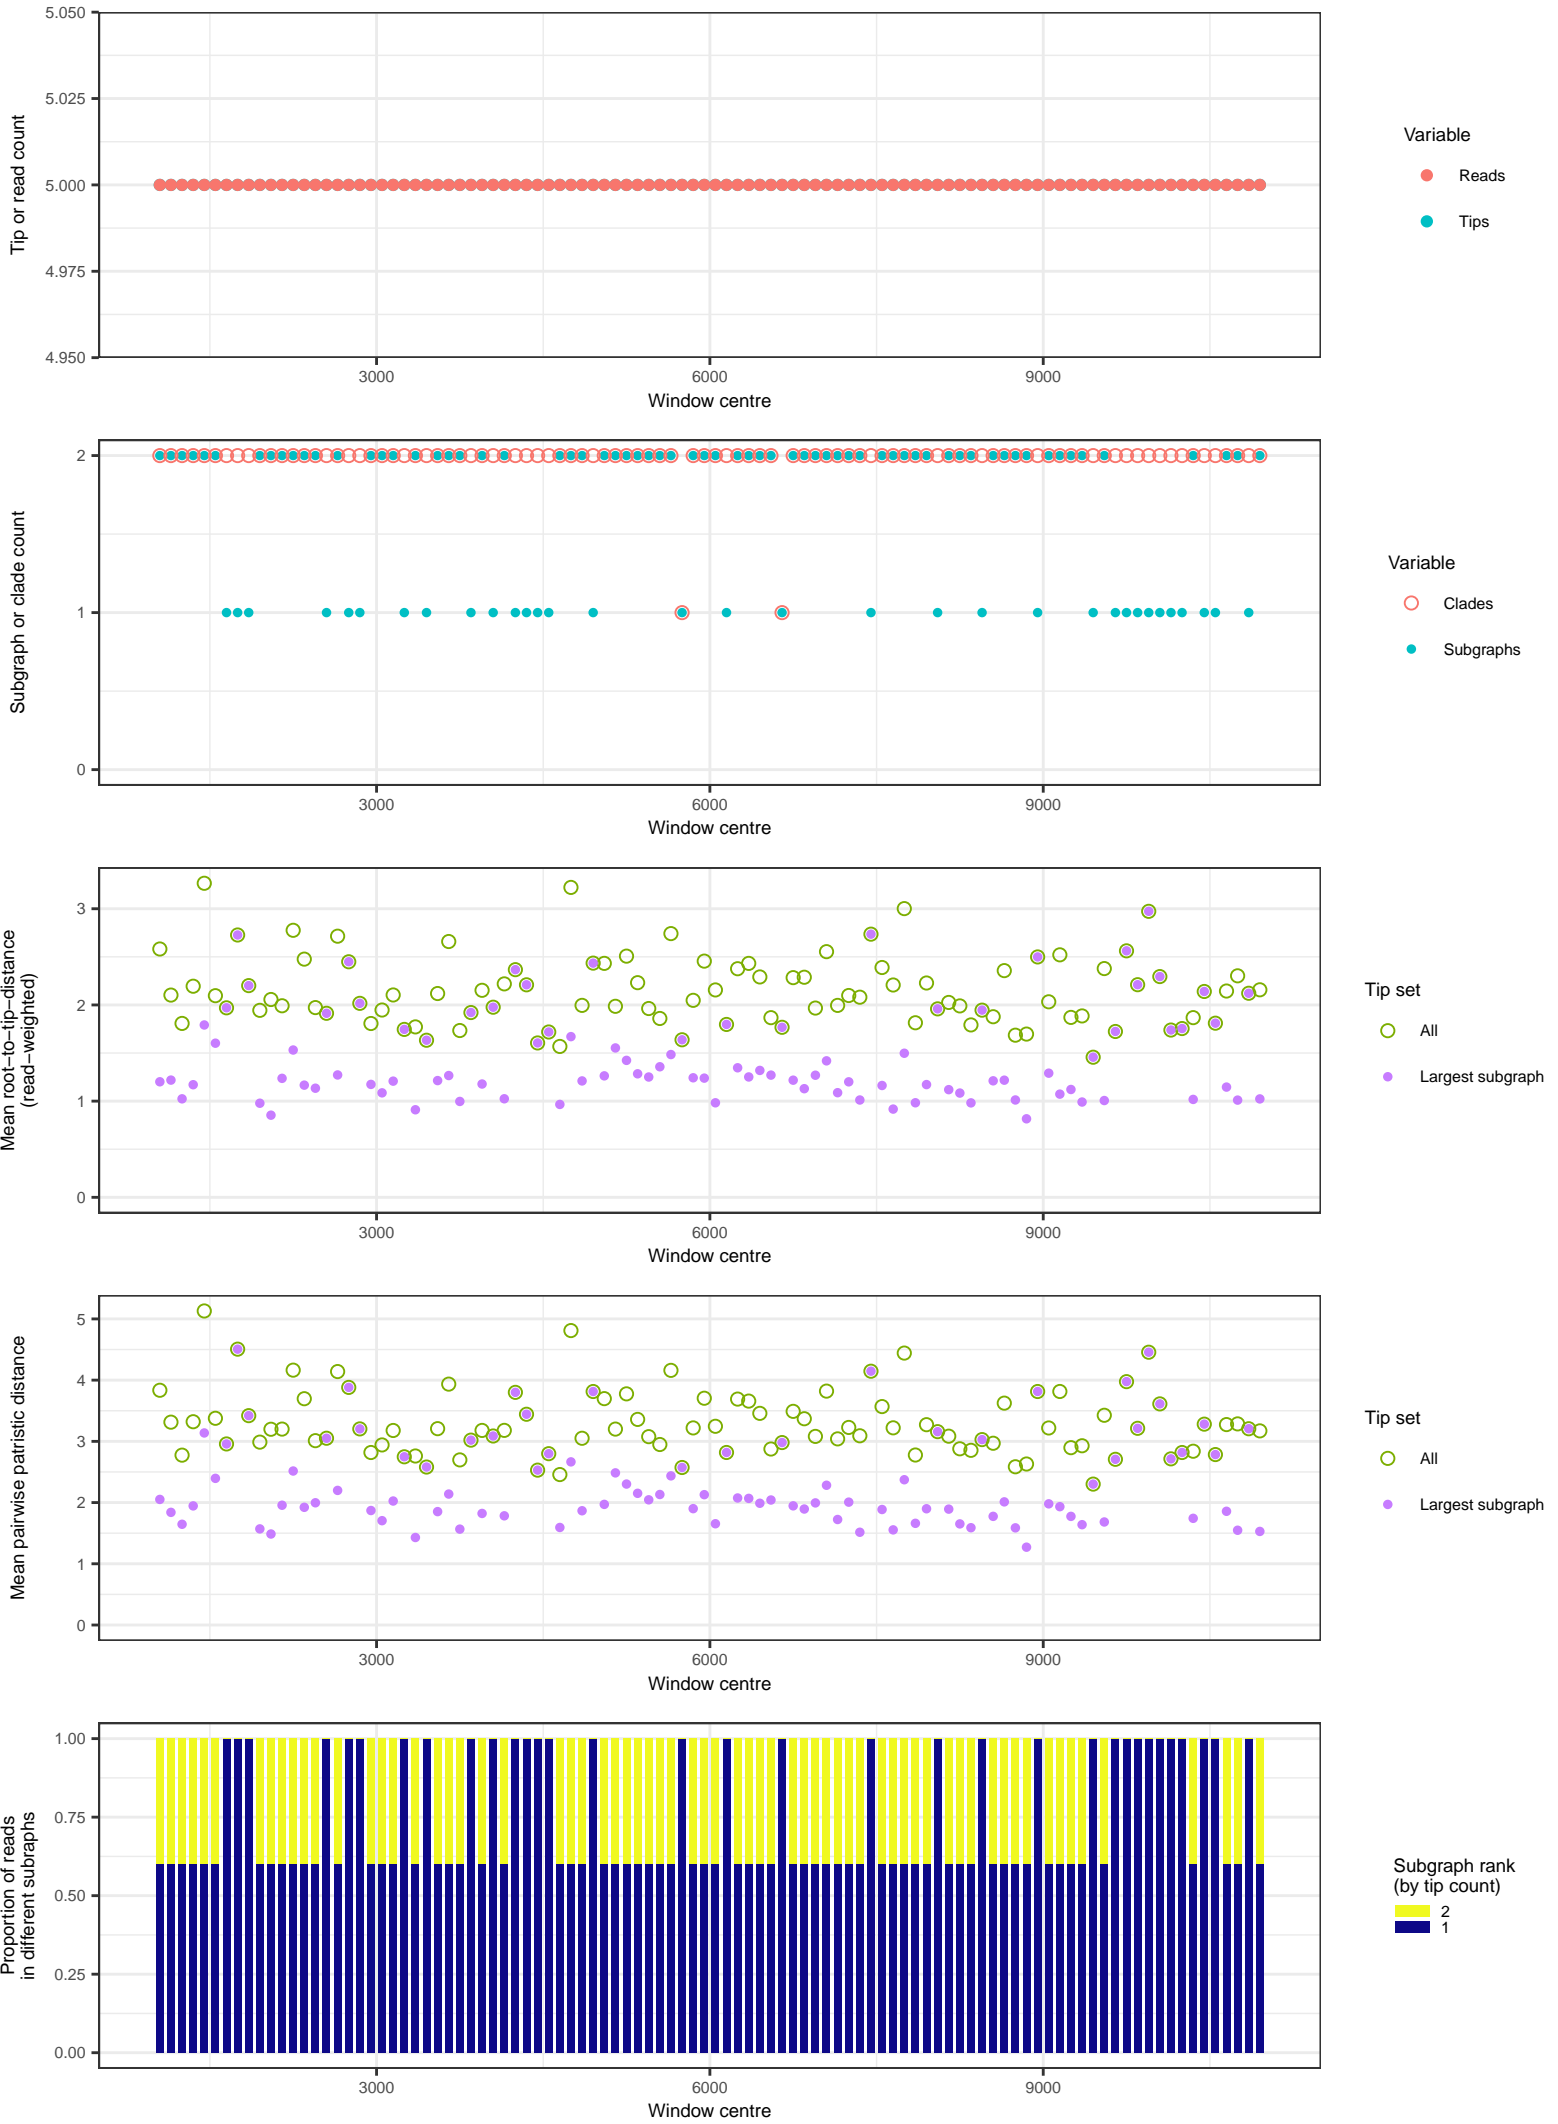 5.050
5.025
5.000
4.975
4.950
Tip or read count
3000
6000
9000
Window centre
Variable
Reads
Tips
2
1
0
Subgraph or clade count
3000
6000
9000
Window centre
Variable
Clades
Subgraphs
3
2
1
0
Mean root−to−tip−distance
(read−weighted)
3000
6000
9000
Window centre
Tip set
All
Largest subgraph
5
4
3
2
1
0
Mean pairwise patristic distance
3000
6000
9000
Window centre
Tip set
All
Largest subgraph
1.00
0.75
0.50
0.25
0.00
Proportion of reads
in different subraphs
3000
6000
9000
Window centre
Subgraph rank
(by tip count)
2
1